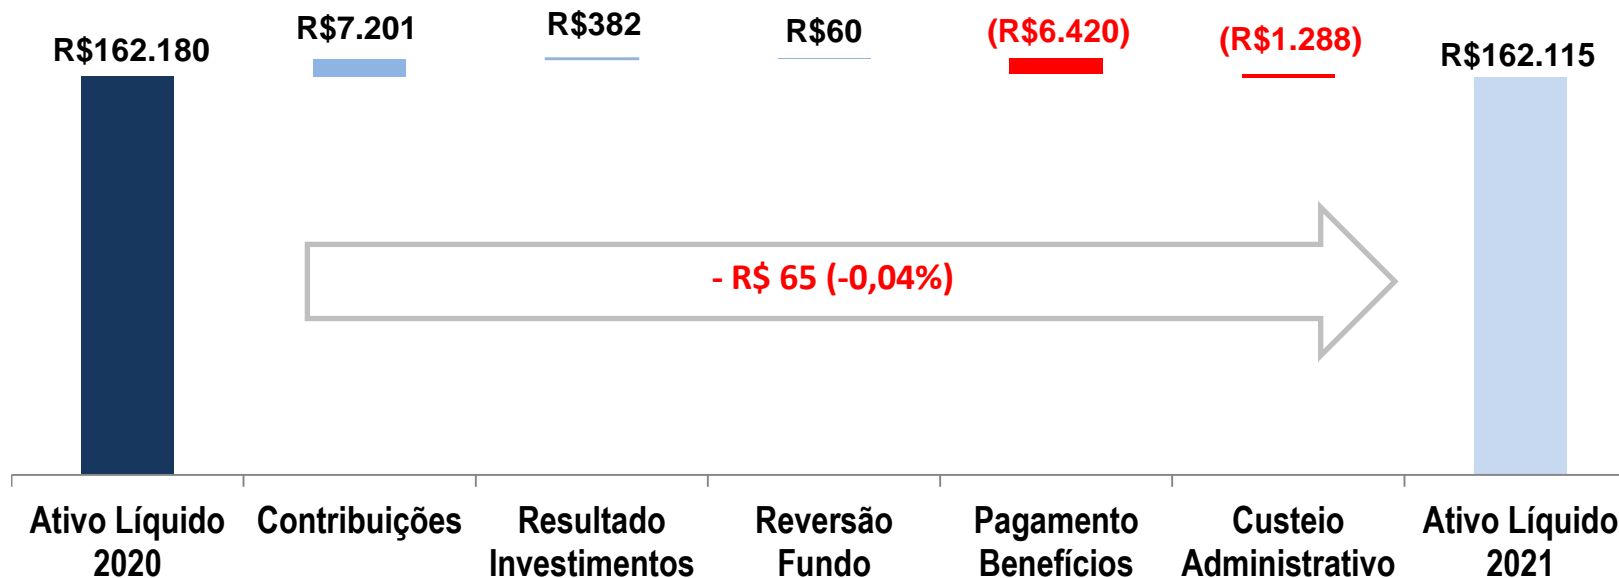 R$162.180
R$7.201
R$382
R$60
(R$6.420)
(R$1.288)
R$162.115
- R$ 65 (-0,04%)
Ativo Líquido
2020
Contribuições
Resultado
Investimentos
Reversão
Fundo
Pagamento
Benefícios
Custeio
Administrativo
Ativo Líquido
2021